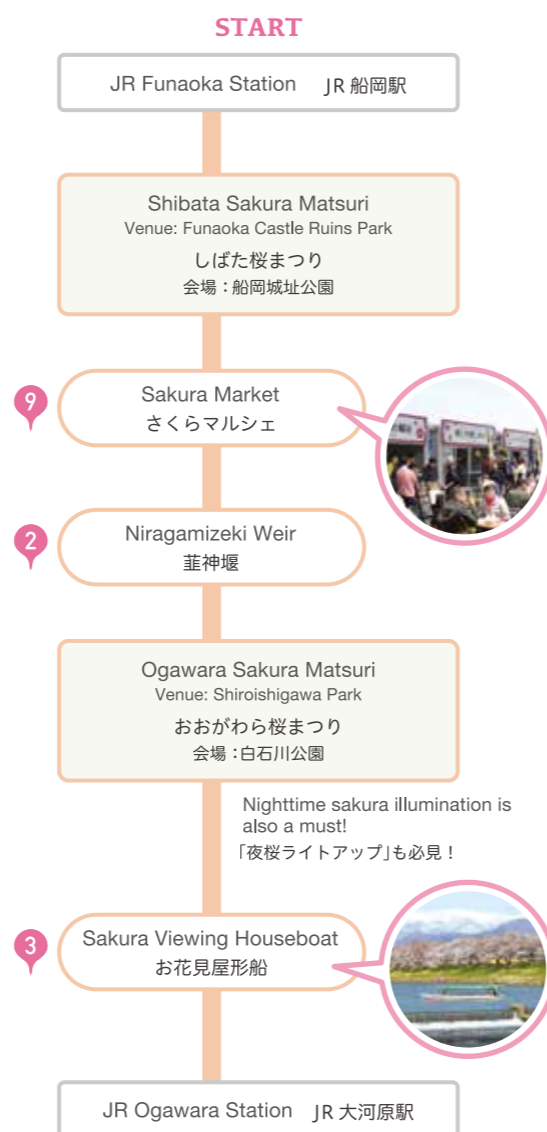 START
JR Funaoka Station JR 船岡駅
Shibata Sakura Matsuri
Venue: Funaoka Castle Ruins Park
しばた桜まつり
会場：船岡城址公園
9
Sakura Market
さくらマルシェ
2
Niragamizeki Weir
韮神堰
Ogawara Sakura Matsuri
Venue: Shiroishigawa Park
おおがわら桜まつり
会場：白石川公園
Nighttime sakura illumination is
also a must!
「夜桜ライトアップ」も必見！
3
Sakura Viewing Houseboat
お花見屋形船
JR Ogawara Station JR 大河原駅